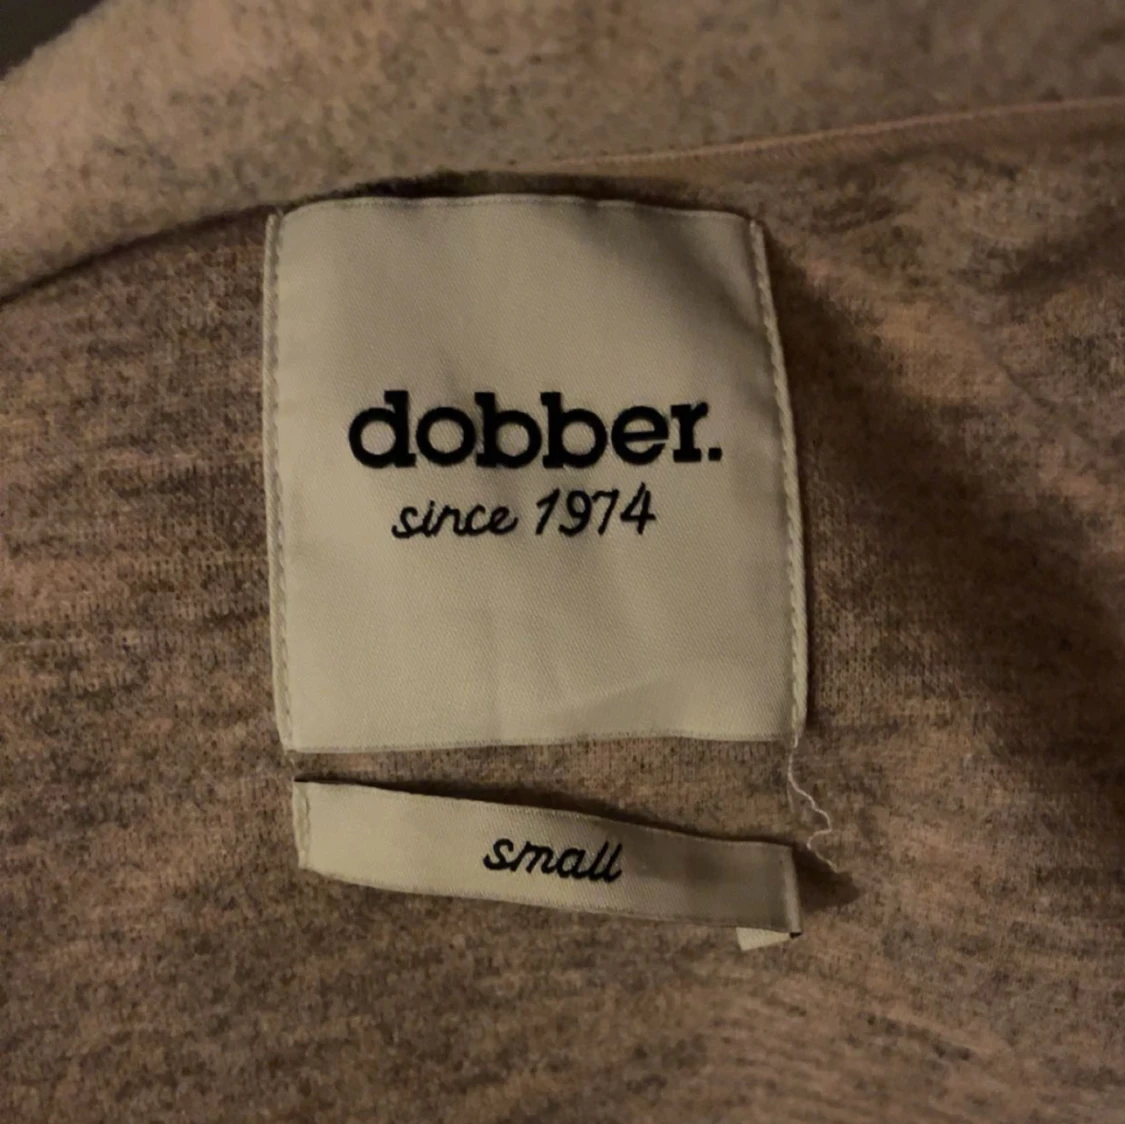 dobber.
since 1974
small